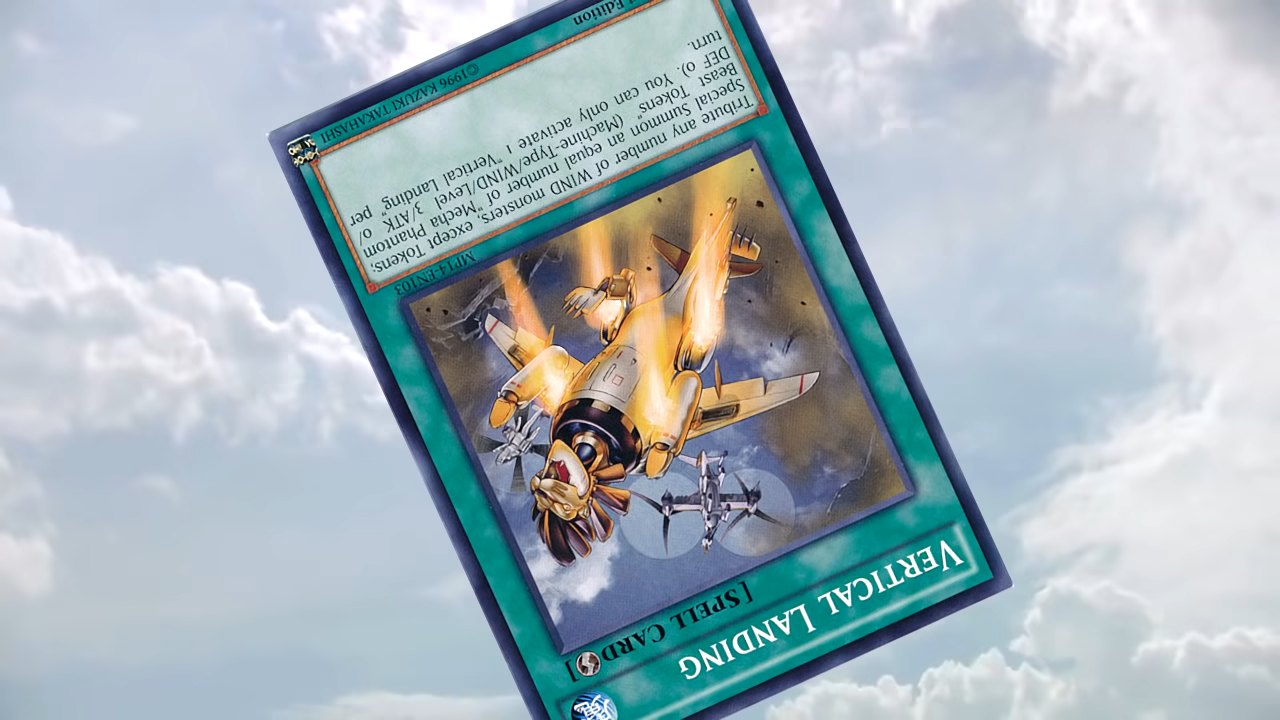 VERTICAL LANDING
[SPELL CARD]
MP14-EN103
Tribute any number of WIND monsters, except Tokens;
Special Summon an equal number of "Mecha Phantom
Beast Tokens" (Machine-Type/WIND/Level 3/ATK 0/
DEF 0). You can only activate 1 "Vertical Landing" per
turn.
Edition
©1996 KAZUKI TAKAHASHI